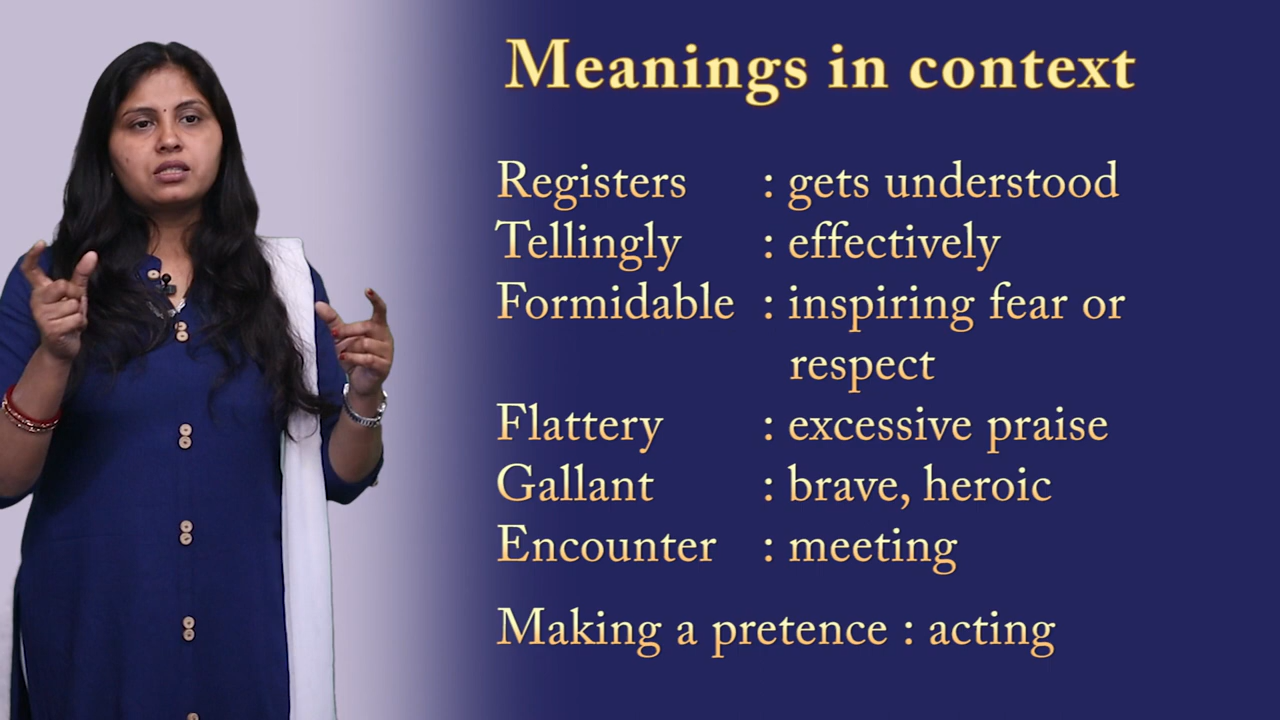 Meanings in context
Registers : gets understood
Tellingly : effectively
Formidable : inspiring fear or
respect
Flattery : excessive praise
Gallant : brave, heroic
Encounter : meeting
Making a pretence : acting